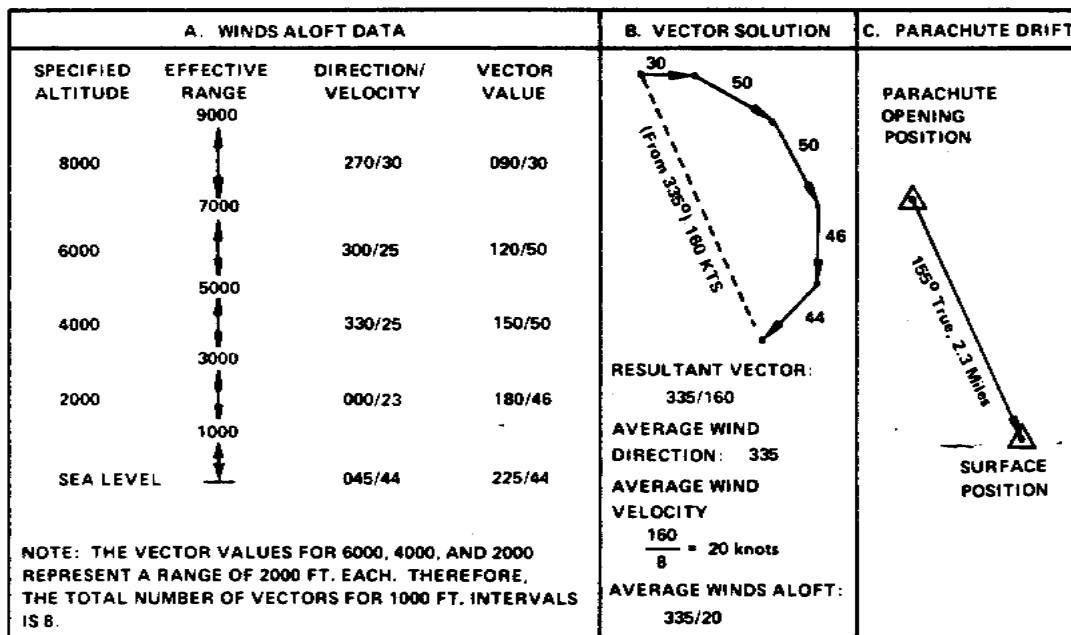 A. WINDS ALOFT DATA
SPECIFIED ALTITUDE EFFECTIVE RANGE DIRECTION/ VELOCITY VECTOR VALUE
9000
8000 270/30 090/30
7000
6000 300/25 120/50
5000
4000 330/25 150/50
3000
2000 000/23 180/46
1000
SEA LEVEL 045/44 225/44
NOTE: THE VECTOR VALUES FOR 6000, 4000, AND 2000
REPRESENT A RANGE OF 2000 FT. EACH. THEREFORE,
THE TOTAL NUMBER OF VECTORS FOR 1000 FT. INTERVALS
IS 8.
B. VECTOR SOLUTION
30
50
50
46
44
(From 335º) 160 KTS
RESULTANT VECTOR:
335/160
AVERAGE WIND
DIRECTION: 335
AVERAGE WIND
VELOCITY
160
8
= 20 knots
AVERAGE WINDS ALOFT:
335/20
C. PARACHUTE DRIFT
PARACHUTE
OPENING
POSITION
155º True, 2.3 Miles
SURFACE
POSITION